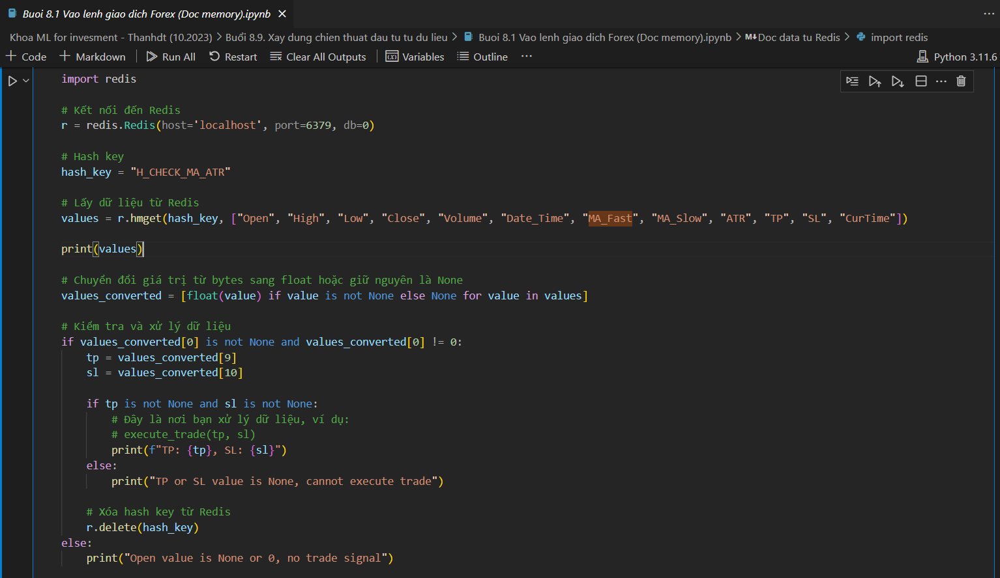 Buoi 8.1 Vao lenh giao dich Forex (Doc memory).ipynb
Khoa ML for invesment - Thanhdt (10.2023) > Buổi 8.9. Xay dung chien thuat dau tu tu du lieu > Buoi 8.1 Vao lenh giao dich Forex (Doc memory).ipynb > M↓Doc data tu Redis > import redis
+ Code + Markdown | Run All Restart Clear All Outputs | Variables Outline ··· Python 3.11.6
import redis
# Kết nối đến Redis
r = redis.Redis(host='localhost', port=6379, db=0)
# Hash key
hash_key = "H_CHECK_MA_ATR"
# Lấy dữ liệu từ Redis
values = r.hmget(hash_key, ["Open", "High", "Low", "Close", "Volume", "Date_Time", "MA_Fast", "MA_Slow", "ATR", "TP", "SL", "CurTime"])
print(values)
# Chuyển đổi giá trị từ bytes sang float hoặc giữ nguyên là None
values_converted = [float(value) if value is not None else None for value in values]
# Kiểm tra và xử lý dữ liệu
if values_converted[0] is not None and values_converted[0] != 0:
    tp = values_converted[9]
    sl = values_converted[10]
    if tp is not None and sl is not None:
        # Đây là nơi bạn xử lý dữ liệu, ví dụ:
        # execute_trade(tp, sl)
        print(f"TP: {tp}, SL: {sl}")
    else:
        print("TP or SL value is None, cannot execute trade")
    # Xóa hash key từ Redis
    r.delete(hash_key)
else:
    print("Open value is None or 0, no trade signal")